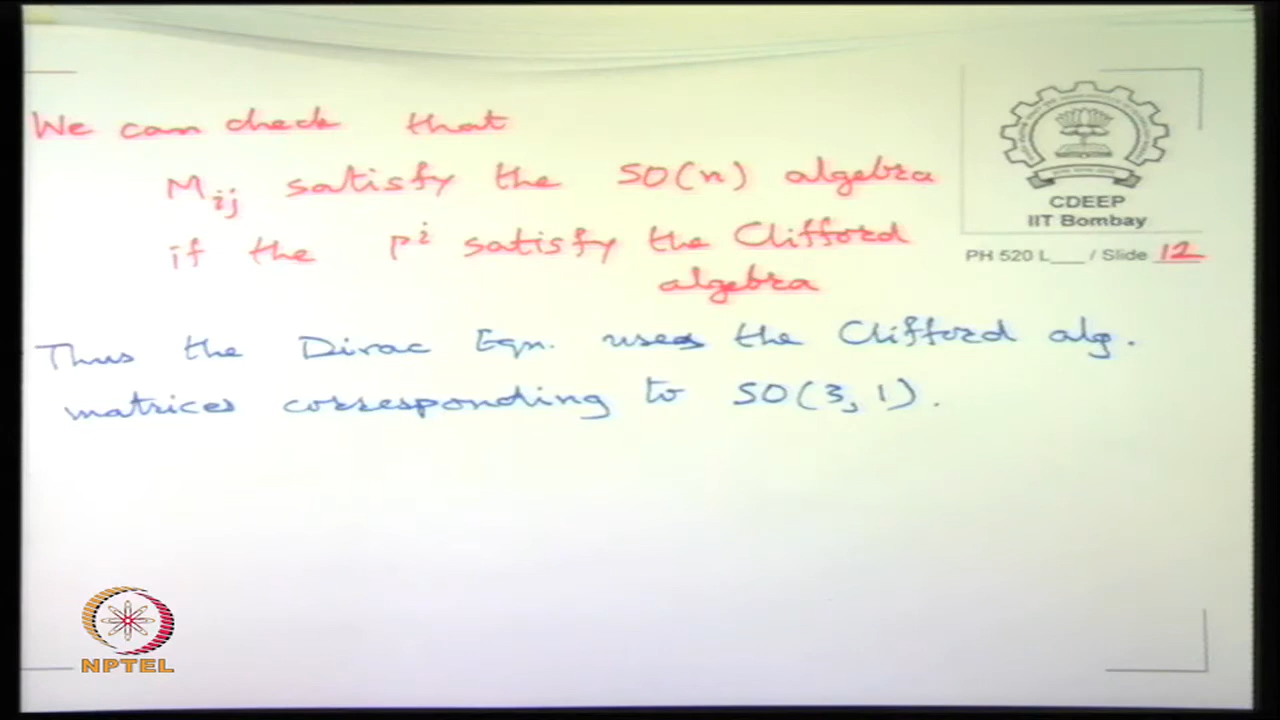 We can check that
M_ij satisfy the SO(n) algebra
if the Γ^i satisfy the Clifford
algebra
Thus the Dirac Eqn. uses the Clifford alg.
matrices corresponding to SO(3,1).
CDEEP
IIT Bombay
PH 520 L___ / Slide 12
NPTEL